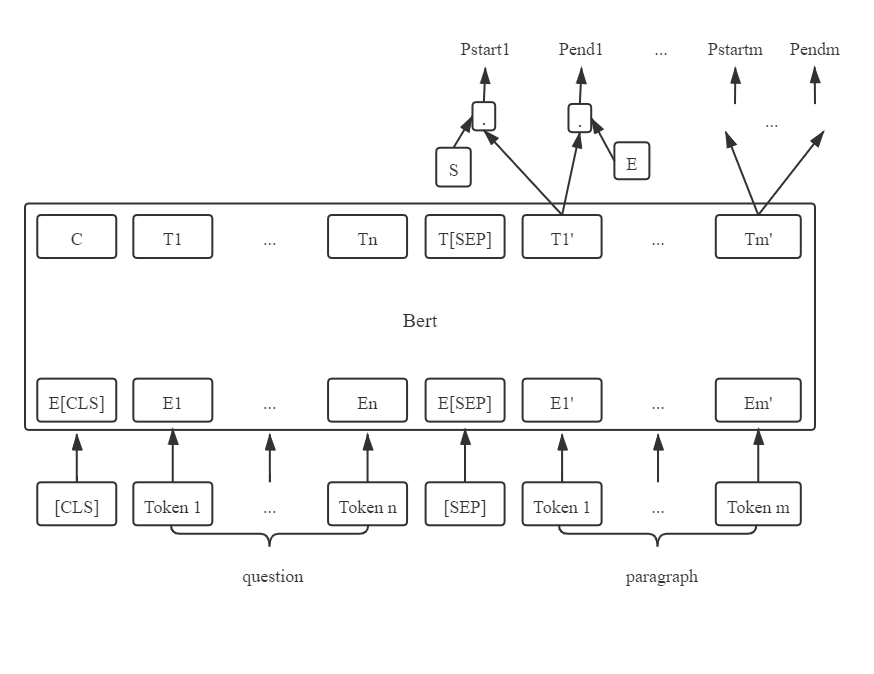 Pstart1 Pend1 ... Pstartm Pendm
. . ...
S E
C T1 ... Tn T[SEP] T1' ... Tm'
Bert
E[CLS] E1 ... En E[SEP] E1' ... Em'
[CLS] Token 1 ... Token n [SEP] Token 1 ... Token m
question paragraph